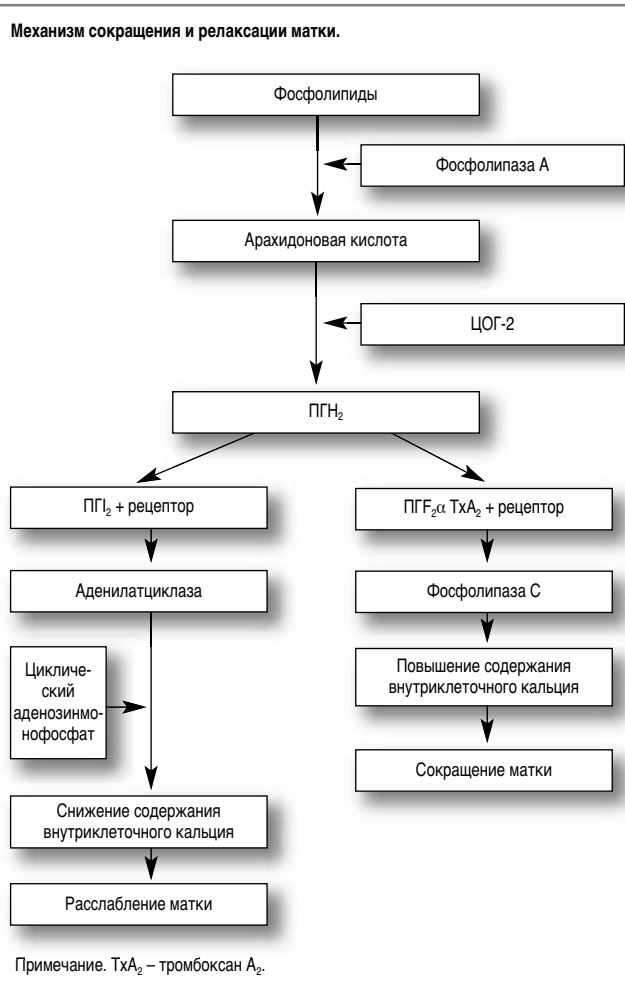 Механизм сокращения и релаксации матки.
Фосфолипиды
Фосфолипаза А
Арахидоновая кислота
ЦОГ-2
ПГН₂
ПГI₂ + рецептор
ПГF₂α TxA₂ + рецептор
Аденилатциклаза
Фосфолипаза С
Цикличе-
ский
аденозинмо-
нофосфат
Повышение содержания
внутриклеточного кальция
Сокращение матки
Снижение содержания
внутриклеточного кальция
Расслабление матки
Примечание. TxA₂ – тромбоксан A₂.